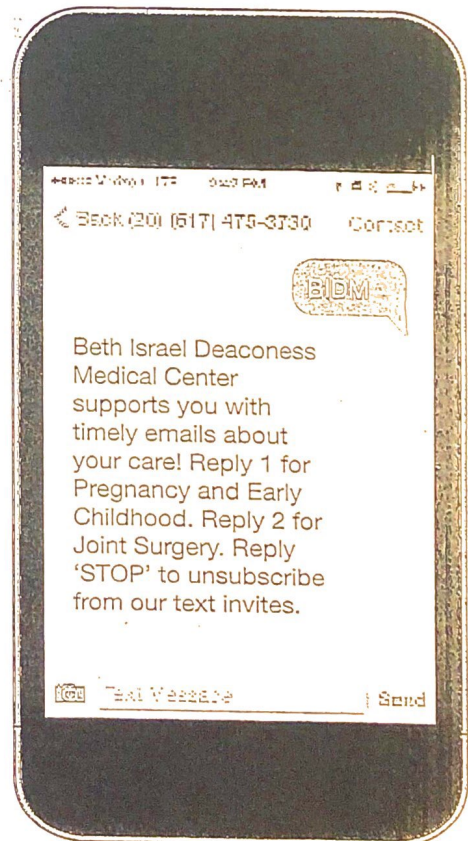 Back (20) (617) 475-3730 Contact
BIDM
Beth Israel Deaconess
Medical Center
supports you with
timely emails about
your care! Reply 1 for
Pregnancy and Early
Childhood. Reply 2 for
Joint Surgery. Reply
‘STOP’ to unsubscribe
from our text invites.
Text Message Send